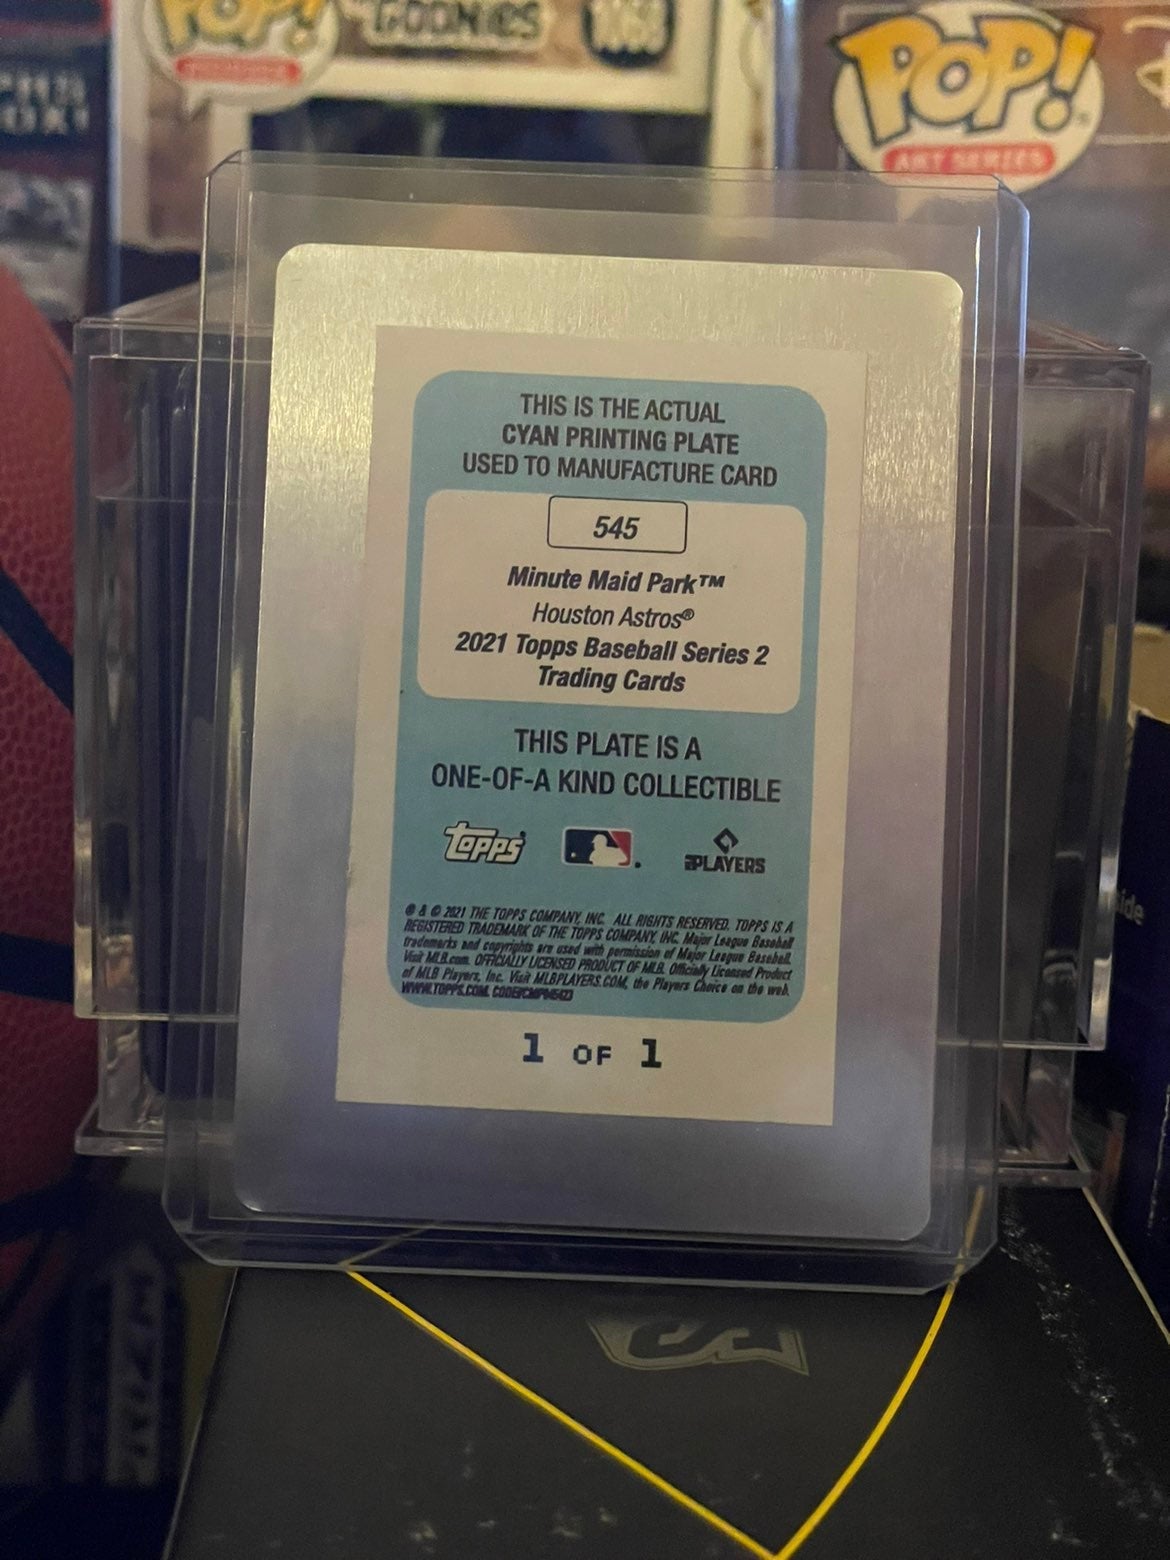 POP!
GOONIES
POP!
ART SERIES
THIS IS THE ACTUAL
CYAN PRINTING PLATE
USED TO MANUFACTURE CARD
545
Minute Maid Park™
Houston Astros®
2021 Topps Baseball Series 2
Trading Cards
THIS PLATE IS A
ONE-OF-A KIND COLLECTIBLE
topps
PLAYERS
® & © 2021 THE TOPPS COMPANY, INC. ALL RIGHTS RESERVED. TOPPS IS A
REGISTERED TRADEMARK OF THE TOPPS COMPANY, INC. Major League Baseball
trademarks and copyrights are used with permission of Major League Baseball.
Visit MLB.com. OFFICIALLY LICENSED PRODUCT OF MLB. Officially Licensed Product
of MLB Players, Inc. Visit MLBPLAYERS.COM, the Players Choice on the web.
WWW.TOPPS.COM.
1 OF 1